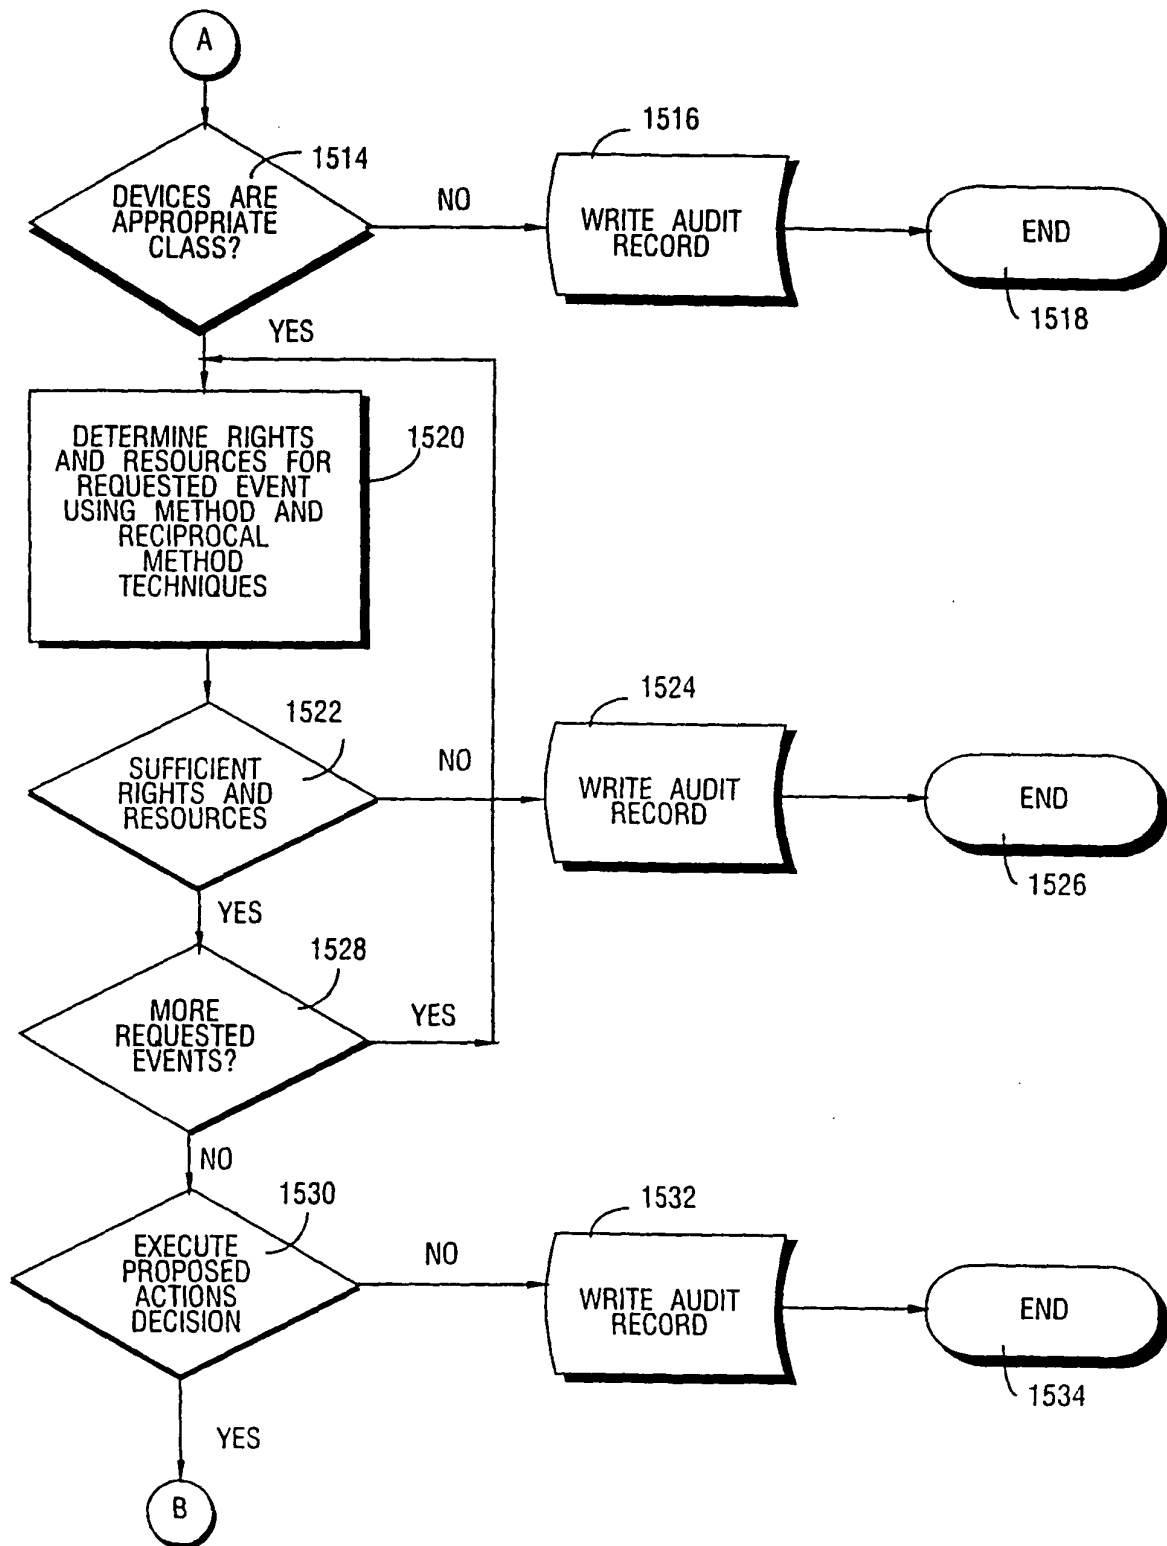 A
1514
DEVICES ARE
APPROPRIATE
CLASS?
NO
1516
WRITE AUDIT
RECORD
END
1518
YES
DETERMINE RIGHTS
AND RESOURCES FOR
REQUESTED EVENT
USING METHOD AND
RECIPROCAL
METHOD
TECHNIQUES
1520
1522
SUFFICIENT
RIGHTS AND
RESOURCES
NO
1524
WRITE AUDIT
RECORD
END
1526
YES
1528
MORE
REQUESTED
EVENTS?
YES
NO
1530
EXECUTE
PROPOSED
ACTIONS
DECISION
NO
1532
WRITE AUDIT
RECORD
END
1534
YES
B